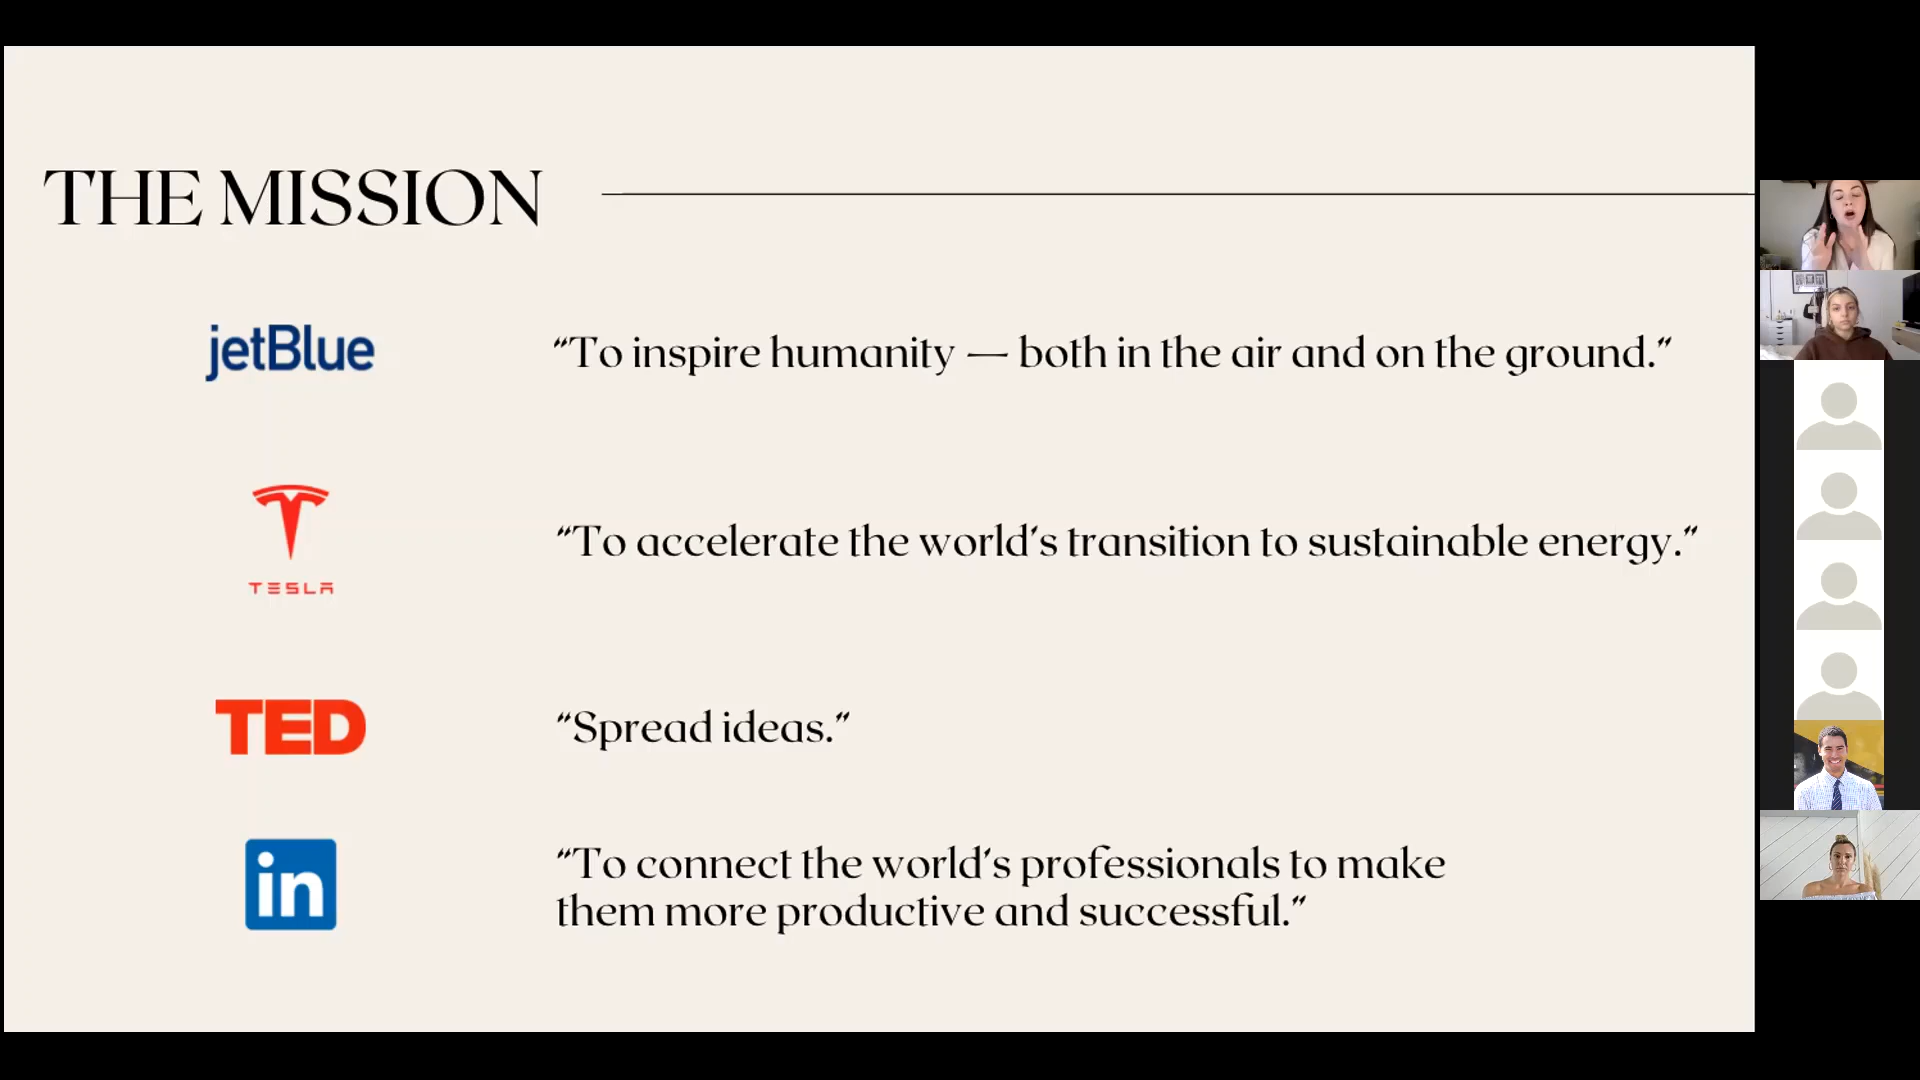 THE MISSION
jetBlue
“To inspire humanity — both in the air and on the ground.”
TESLA
“To accelerate the world’s transition to sustainable energy.”
TED
“Spread ideas.”
in
“To connect the world’s professionals to make
them more productive and successful.”